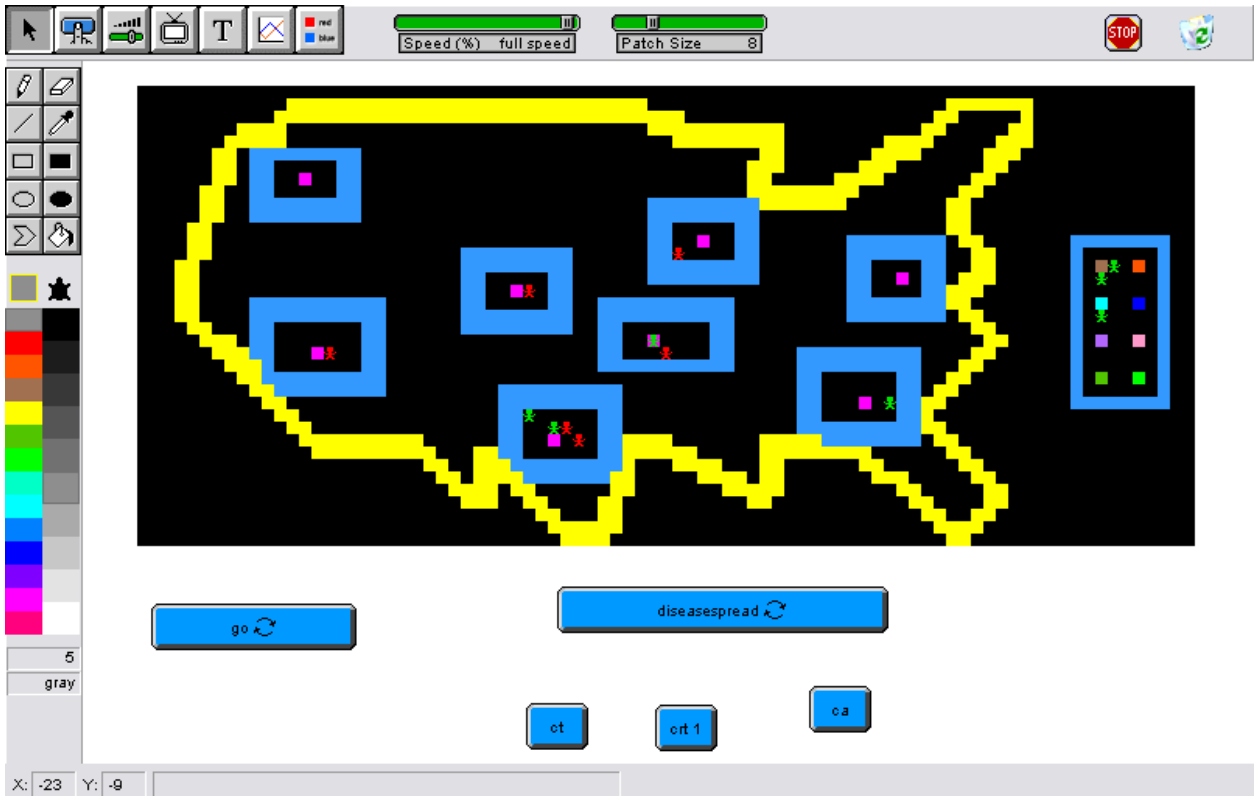 T
red
blue
Speed (%) full speed
Patch Size 8
STOP
5
gray
go
diseasespread
ct
crt 1
ca
X: -23 Y: -9